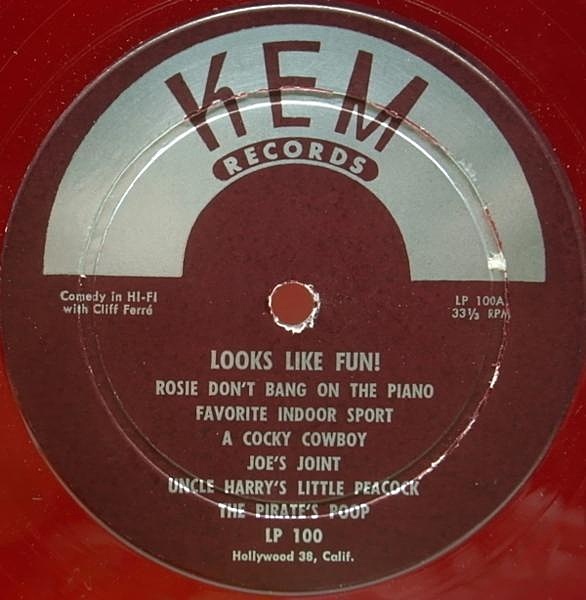 KEM
RECORDS
Comedy in HI-FI
with Cliff Ferré
LP 100A
33⅓ RPM
LOOKS LIKE FUN!
ROSIE DON'T BANG ON THE PIANO
FAVORITE INDOOR SPORT
A COCKY COWBOY
JOE'S JOINT
UNCLE HARRY'S LITTLE PEACOCK
THE PIRATE'S POOP
LP 100
Hollywood 38, Calif.